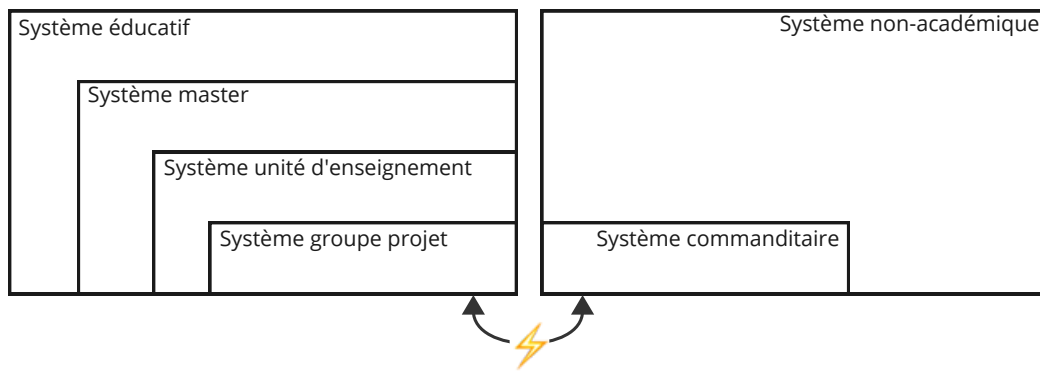 Système éducatif
Système non-académique
Système master
Système unité d'enseignement
Système groupe projet
Système commanditaire